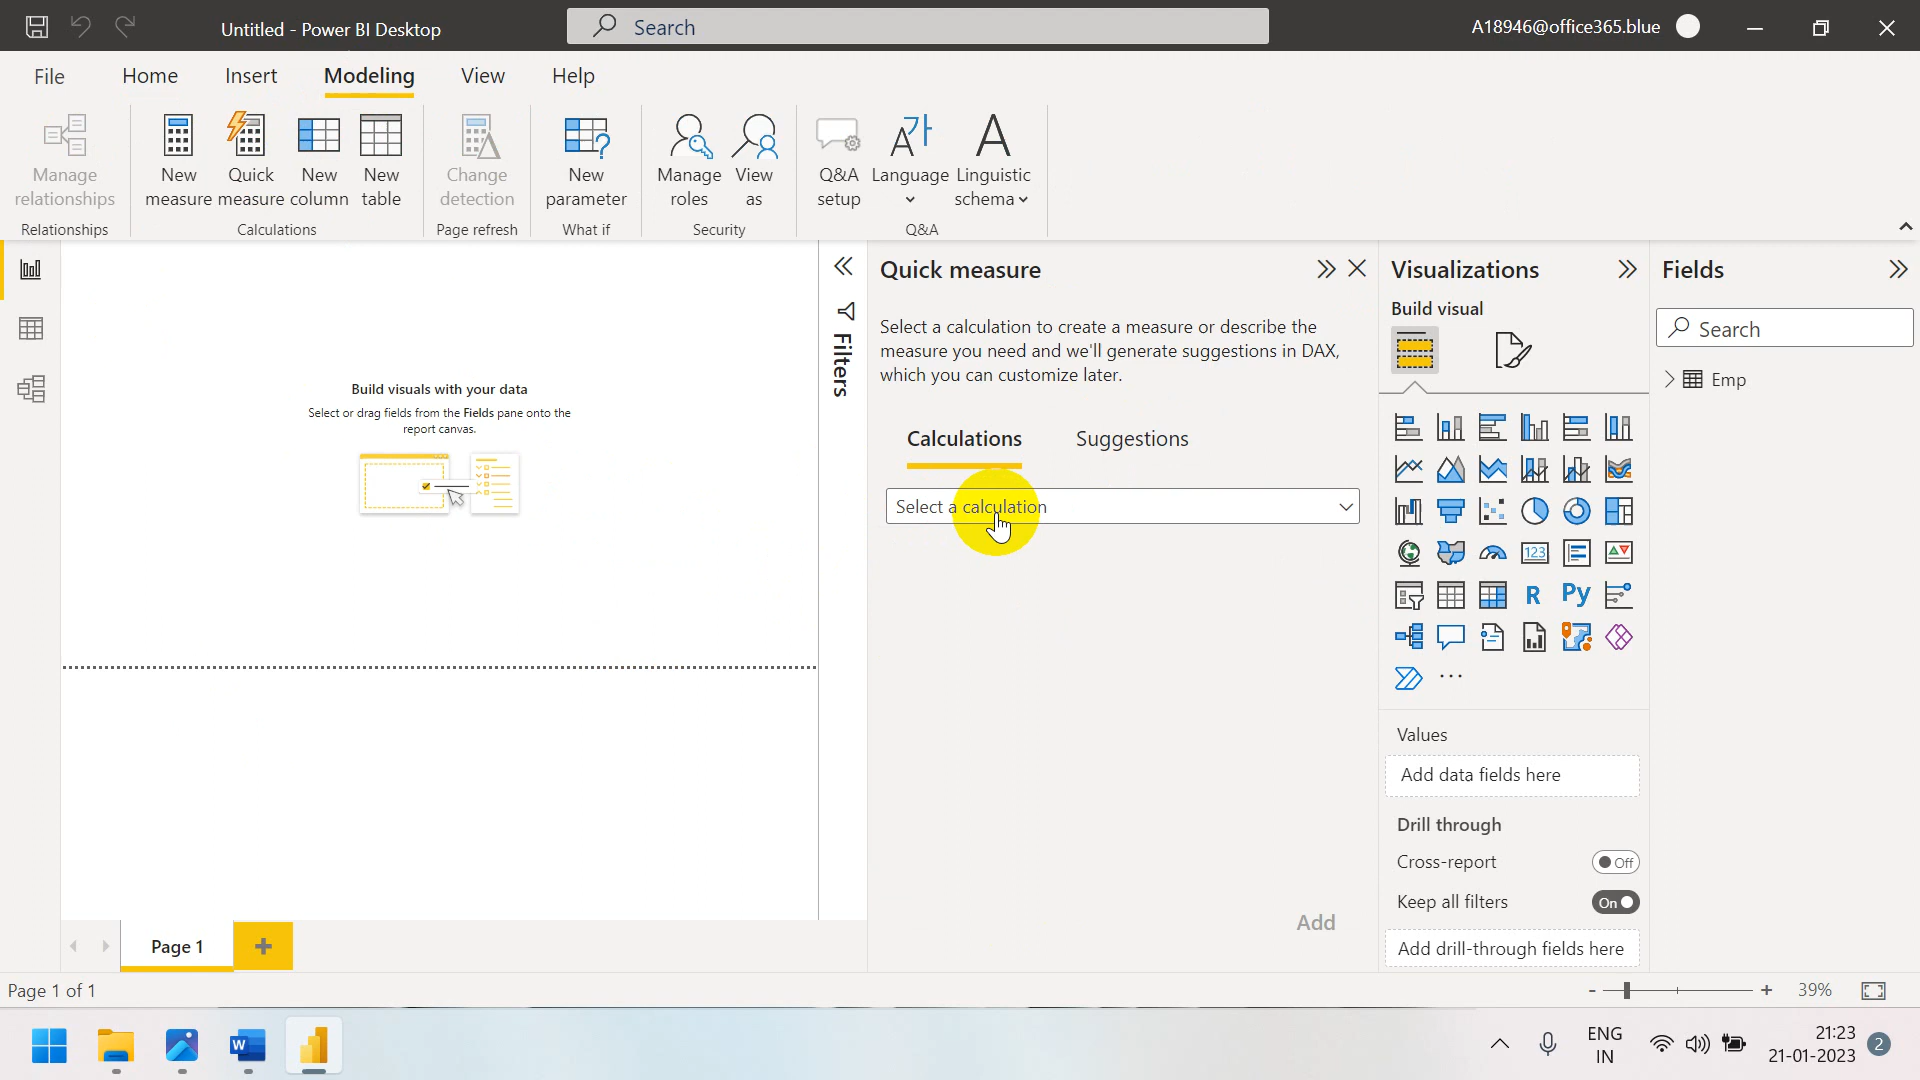 Untitled - Power BI Desktop
Search
A18946@office365.blue
File
Home
Insert
Modeling
View
Help
Manage relationships
New measure
Quick measure
New column
New table
Change detection
New parameter
Manage roles
View as
Q&A setup
Language
Linguistic schema
Relationships
Calculations
Page refresh
What if
Security
Q&A
Build visuals with your data
Select or drag fields from the Fields pane onto the
report canvas.
Filters
Quick measure
Select a calculation to create a measure or describe the
measure you need and we'll generate suggestions in DAX,
which you can customize later.
Calculations
Suggestions
Select a calculation
Add
Visualizations
Build visual
123
R
Py
Values
Add data fields here
Drill through
Cross-report
Off
Keep all filters
On
Add drill-through fields here
Fields
Search
Emp
Page 1
Page 1 of 1
39%
W
ENG
IN
21:23
21-01-2023
2